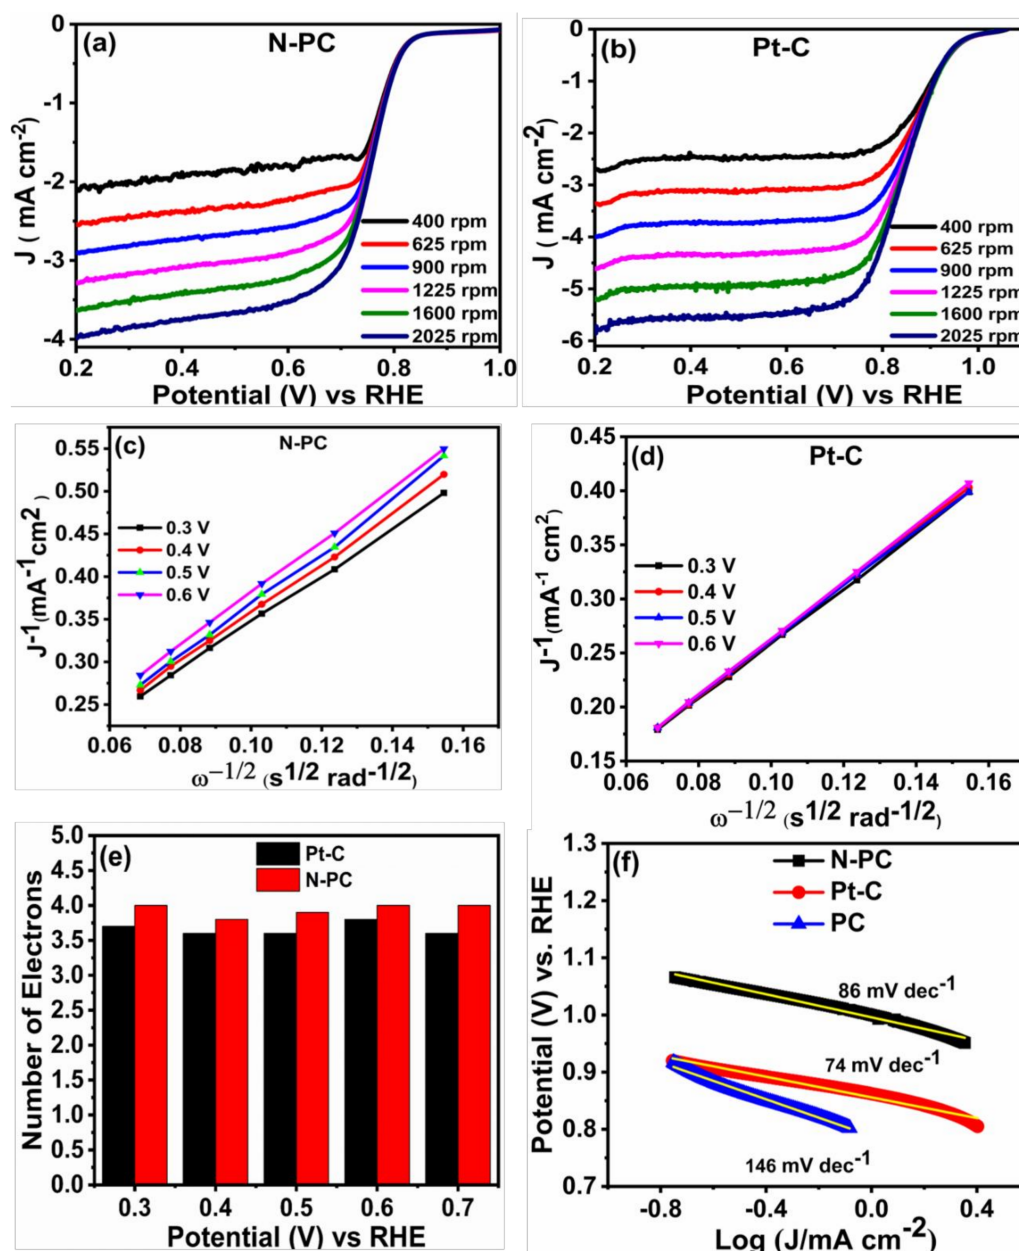 (a) N-PC
0
-1
-2
-3
-4
J ( mA cm-2)
400 rpm
625 rpm
900 rpm
1225 rpm
1600 rpm
2025 rpm
0.2 0.4 0.6 0.8 1.0
Potential (V) vs RHE
(b) Pt-C
0
-1
-2
-3
-4
-5
-6
J ( mA cm-2)
400 rpm
625 rpm
900 rpm
1225 rpm
1600 rpm
2025 rpm
0.2 0.4 0.6 0.8 1.0
Potential (V) vs RHE
(c) N-PC
0.55
0.50
0.45
0.40
0.35
0.30
0.25
J-1(mA-1cm2)
0.3 V
0.4 V
0.5 V
0.6 V
0.06 0.08 0.10 0.12 0.14 0.16
ω−1/2 (s1/2 rad-1/2)
(d) Pt-C
0.45
0.40
0.35
0.30
0.25
0.20
0.15
J-1(mA-1 cm2)
0.3 V
0.4 V
0.5 V
0.6 V
0.06 0.08 0.10 0.12 0.14 0.16
ω−1/2 (s1/2 rad-1/2)
(e)
Pt-C
N-PC
5.0
4.5
4.0
3.5
3.0
2.5
2.0
1.5
1.0
0.5
0.0
Number of Electrons
0.3 0.4 0.5 0.6 0.7
Potential (V) vs RHE
(f)
N-PC
Pt-C
PC
1.3
1.2
1.1
1.0
0.9
0.8
0.7
Potential (V) vs. RHE
86 mV dec-1
74 mV dec-1
146 mV dec-1
-0.8 -0.4 0.0 0.4
Log (J/mA cm-2)